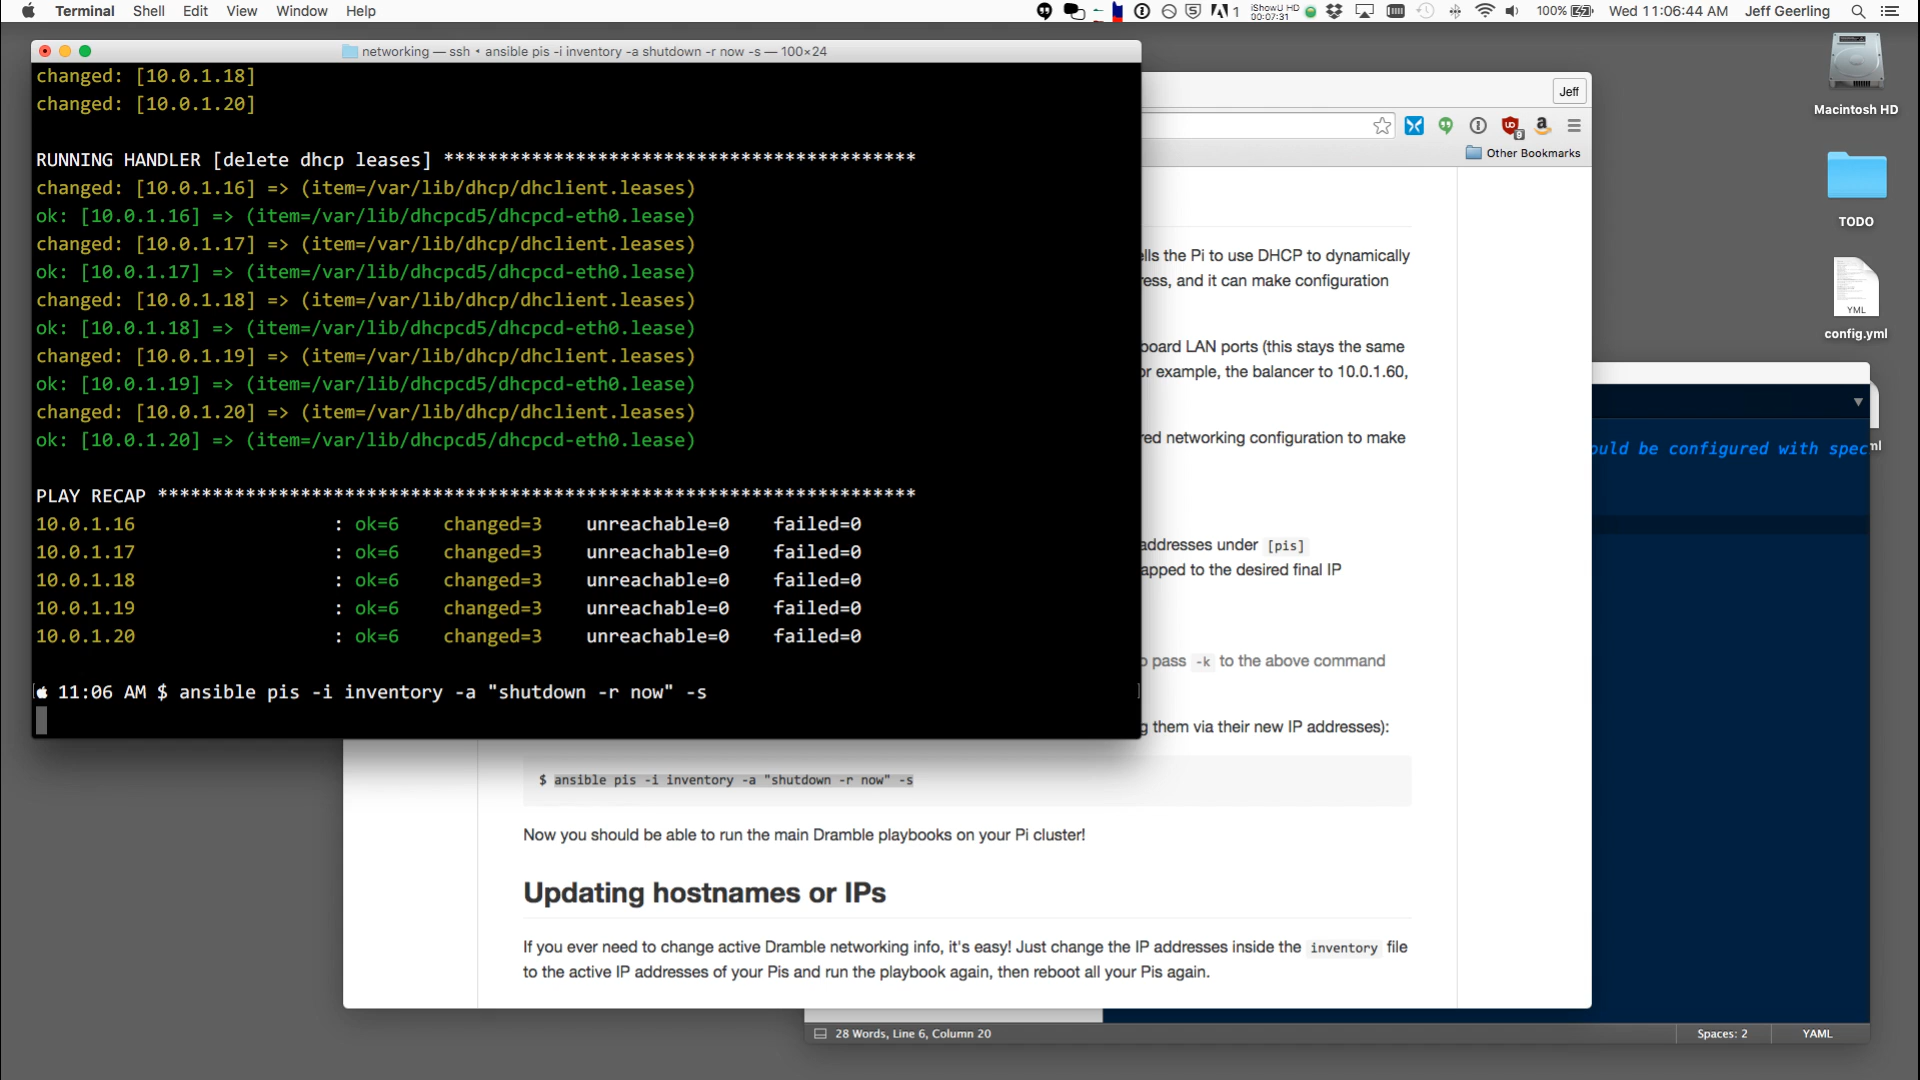 Terminal Shell Edit View Window Help
1 iShowU HD 00:07:31 100% Wed 11:06:44 AM Jeff Geerling
networking — ssh • ansible pis -i inventory -a shutdown -r now -s — 100×24
changed: [10.0.1.18]
changed: [10.0.1.20]
RUNNING HANDLER [delete dhcp leases] *******************************************
changed: [10.0.1.16] => (item=/var/lib/dhcp/dhclient.leases)
ok: [10.0.1.16] => (item=/var/lib/dhcpcd5/dhcpcd-eth0.lease)
changed: [10.0.1.17] => (item=/var/lib/dhcp/dhclient.leases)
ok: [10.0.1.17] => (item=/var/lib/dhcpcd5/dhcpcd-eth0.lease)
changed: [10.0.1.18] => (item=/var/lib/dhcp/dhclient.leases)
ok: [10.0.1.18] => (item=/var/lib/dhcpcd5/dhcpcd-eth0.lease)
changed: [10.0.1.19] => (item=/var/lib/dhcp/dhclient.leases)
ok: [10.0.1.19] => (item=/var/lib/dhcpcd5/dhcpcd-eth0.lease)
changed: [10.0.1.20] => (item=/var/lib/dhcp/dhclient.leases)
ok: [10.0.1.20] => (item=/var/lib/dhcpcd5/dhcpcd-eth0.lease)
PLAY RECAP *********************************************************************
10.0.1.16 : ok=6 changed=3 unreachable=0 failed=0
10.0.1.17 : ok=6 changed=3 unreachable=0 failed=0
10.0.1.18 : ok=6 changed=3 unreachable=0 failed=0
10.0.1.19 : ok=6 changed=3 unreachable=0 failed=0
10.0.1.20 : ok=6 changed=3 unreachable=0 failed=0
11:06 AM $ ansible pis -i inventory -a "shutdown -r now" -s
Jeff
9
Other Bookmarks
ells the Pi to use DHCP to dynamically
ress, and it can make configuration
board LAN ports (this stays the same
or example, the balancer to 10.0.1.60,
red networking configuration to make
addresses under [pis]
apped to the desired final IP
o pass -k to the above command
g them via their new IP addresses):
$ ansible pis -i inventory -a "shutdown -r now" -s
Now you should be able to run the main Dramble playbooks on your Pi cluster!
Updating hostnames or IPs
If you ever need to change active Dramble networking info, it's easy! Just change the IP addresses inside the inventory file
to the active IP addresses of your Pis and run the playbook again, then reboot all your Pis again.
ould be configured with spec
28 Words, Line 6, Column 20 Spaces: 2 YAML
Macintosh HD
TODO
YML
config.yml
ml